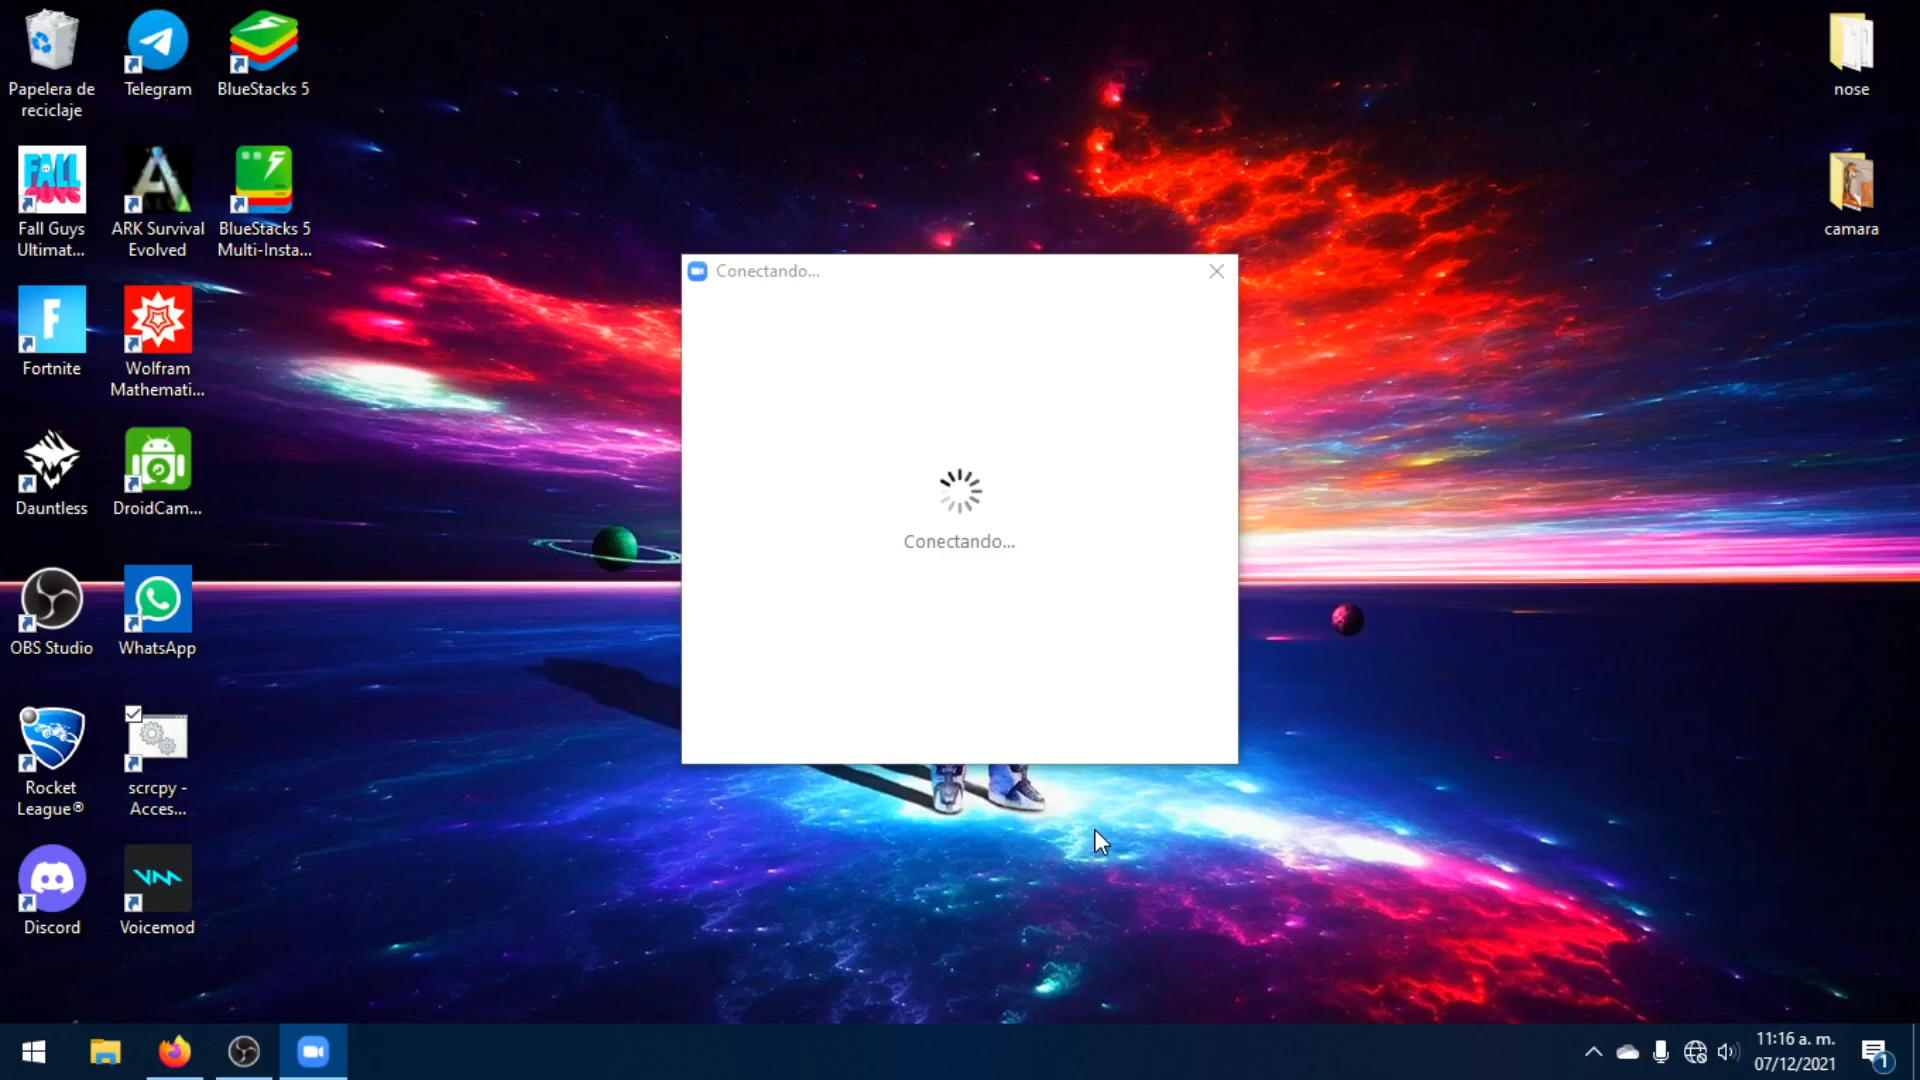 Papelera de
reciclaje
Telegram
BlueStacks 5
nose
FALL
GUYS
Fall Guys
Ultimat...
ARK Survival
Evolved
BlueStacks 5
Multi-Insta...
camara
Conectando...
Conectando...
Fortnite
Wolfram
Mathemati...
Dauntless
DroidCam...
OBS Studio
WhatsApp
Rocket
League®
scrcpy -
Acces...
Discord
Voicemod
11:16 a. m.
07/12/2021
1